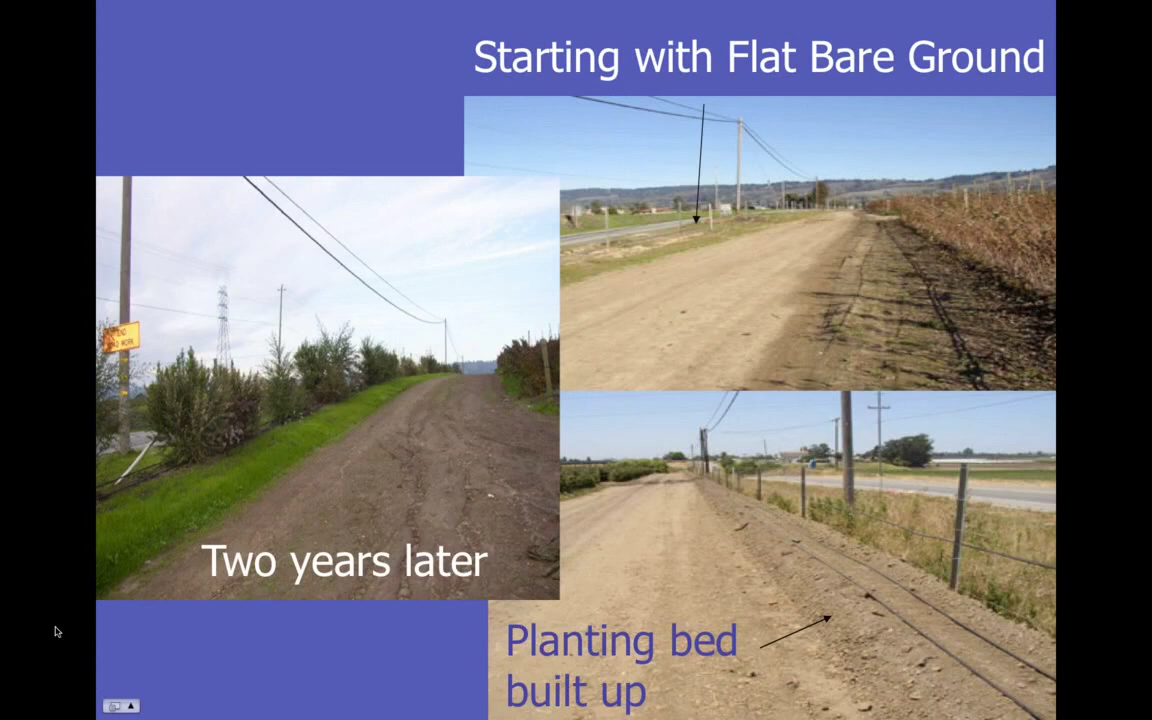 Starting with Flat Bare Ground
Two years later
Planting bed
built up